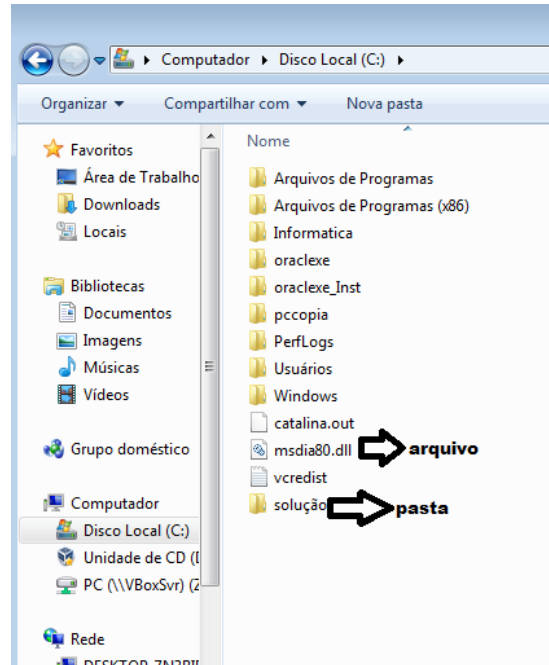 Computador ▸ Disco Local (C:) ▸
Organizar Compartilhar com Nova pasta
Favoritos
Área de Trabalho
Downloads
Locais
Bibliotecas
Documentos
Imagens
Músicas
Vídeos
Grupo doméstico
Computador
Disco Local (C:)
Unidade de CD (
PC (\\VBoxSvr) (
Rede
Nome
Arquivos de Programas
Arquivos de Programas (x86)
Informatica
oraclexe
oraclexe_Inst
pccopia
PerfLogs
Usuários
Windows
catalina.out
msdia80.dll arquivo
vcredist
solução pasta